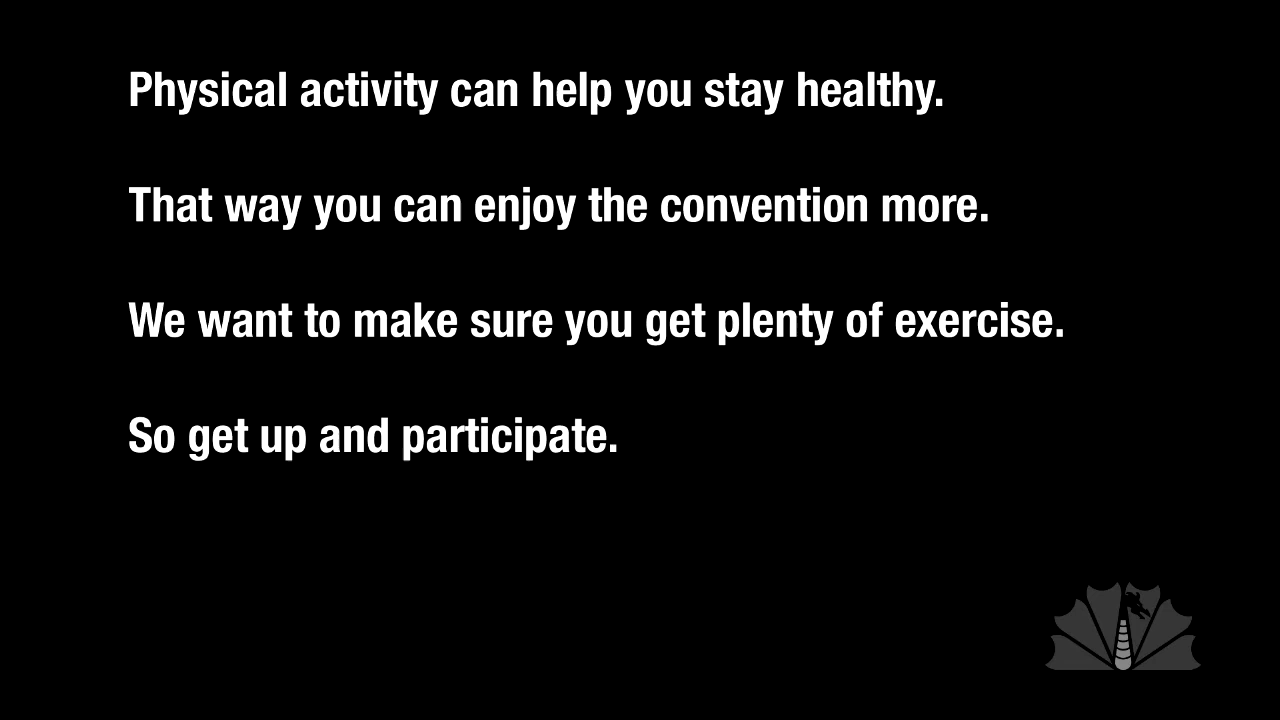 Physical activity can help you stay healthy.
That way you can enjoy the convention more.
We want to make sure you get plenty of exercise.
So get up and participate.